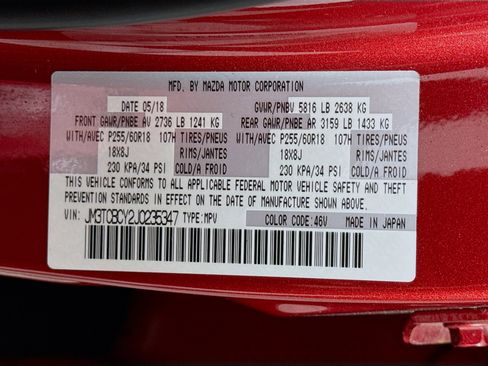 MFD. BY MAZDA MOTOR CORPORATION
DATE 05/18 GVWR/PNBV 5816 LB 2638 KG
FRONT GAWR/PNBE AV 2736 LB 1241 KG REAR GAWR/PNBE AR 3159 LB 1433 KG
WITH/AVEC P255/60R18 107H TIRES/PNEUS WITH/AVEC P255/60R18 107H TIRES/PNEUS
18X8J RIMS/JANTES 18X8J RIMS/JANTES
230 KPA/34 PSI COLD/A FROID 230 KPA/34 PSI COLD/A FROID
THIS VEHICLE CONFORMS TO ALL APPLICABLE FEDERAL MOTOR VEHICLE SAFETY AND THEFT
PREVENTION STANDARDS IN EFFECT ON THE DATE OF MANUFACTURE SHOWN ABOVE.
VIN: JM3TCBCY2J0235347 TYPE:MPV COLOR CODE:46V MADE IN JAPAN